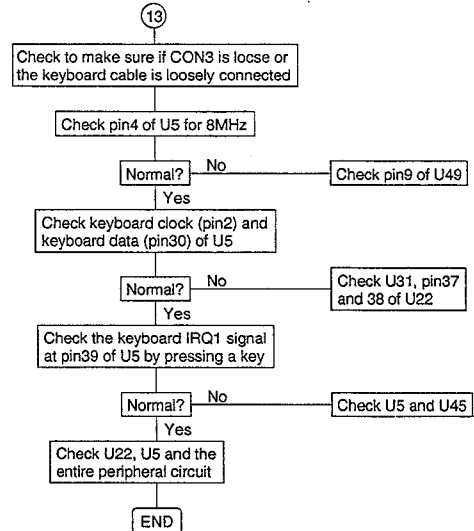 13
Check to make sure if CON3 is locse or
the keyboard cable is loosely connected
Check pin4 of U5 for 8MHz
Normal?
No
Check pin9 of U49
Yes
Check keyboard clock (pin2) and
keyboard data (pin30) of U5
Normal?
No
Check U31, pin37
and 38 of U22
Yes
Check the keyboard IRQ1 signal
at pin39 of U5 by pressing a key
Normal?
No
Check U5 and U45
Yes
Check U22, U5 and the
entire peripheral circuit
END